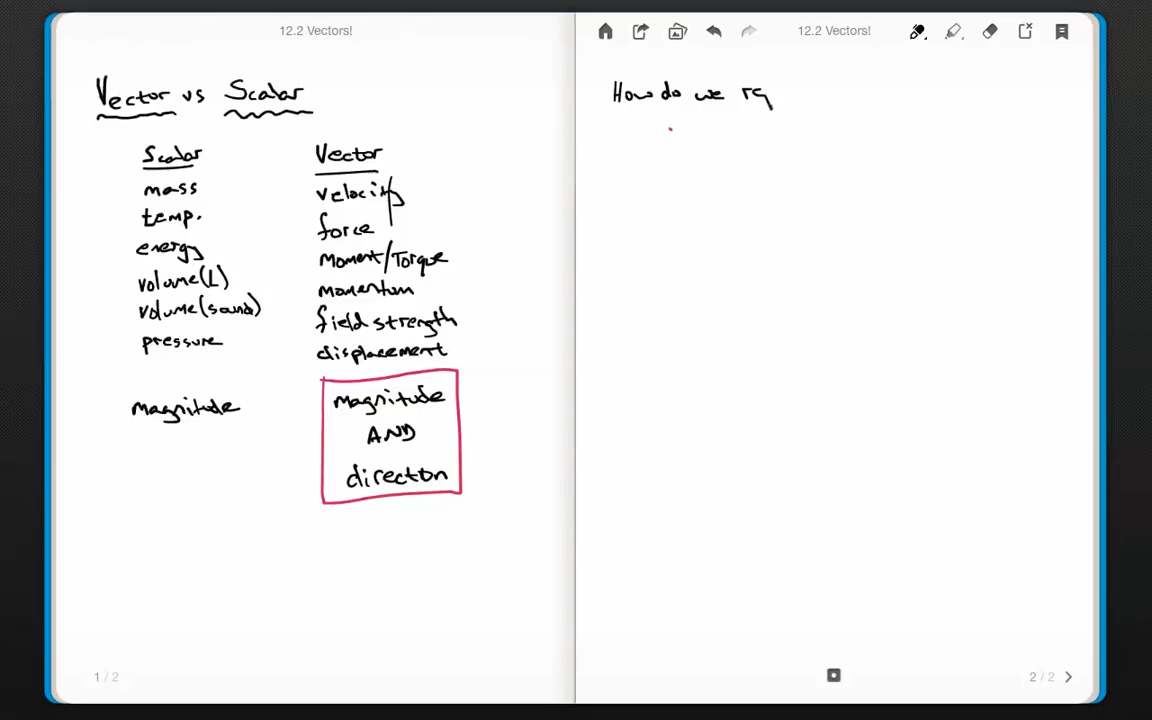 12.2 Vectors!
Vector vs Scalar
Scalar
mass
temp.
energy
volume(L)
volume(sound)
pressure
magnitude
Vector
velocity
force
Moment/Torque
momentum
field strength
displacement
magnitude
AND
direction
1/2
12.2 Vectors!
How do we
2/2